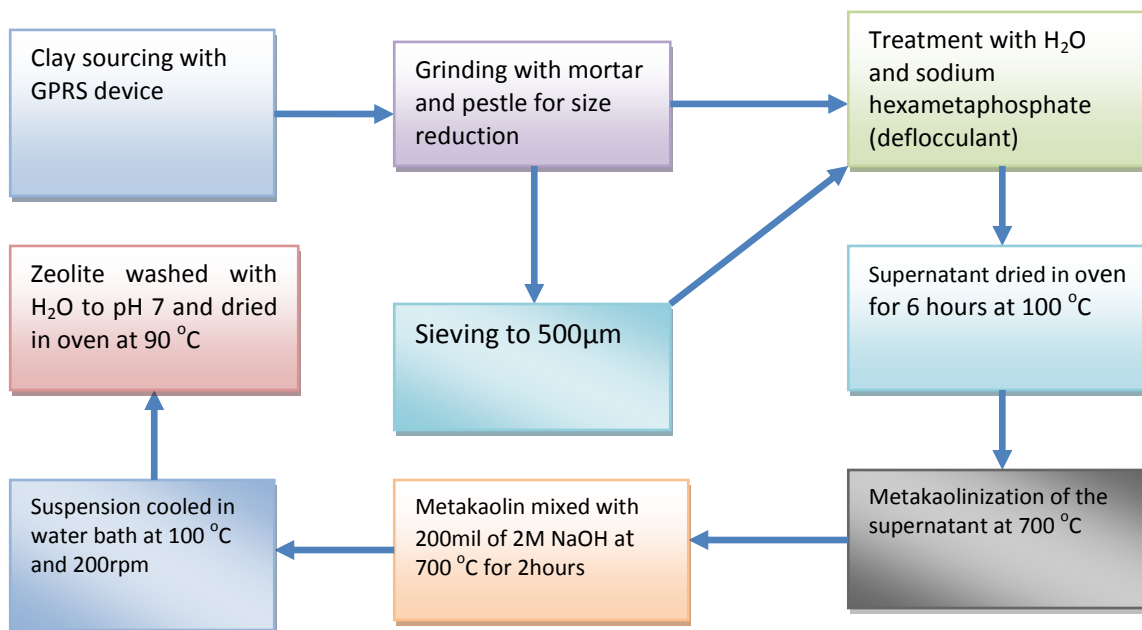 Clay sourcing with
GPRS device
Grinding with mortar
and pestle for size
reduction
Treatment with H₂O
and sodium
hexametaphosphate
(deflocculant)
Zeolite washed with
H₂O to pH 7 and dried
in oven at 90 °C
Sieving to 500μm
Supernatant dried in oven
for 6 hours at 100 °C
Suspension cooled in
water bath at 100 °C
and 200rpm
Metakaolin mixed with
200mil of 2M NaOH at
700 °C for 2hours
Metakaolinization of the
supernatant at 700 °C